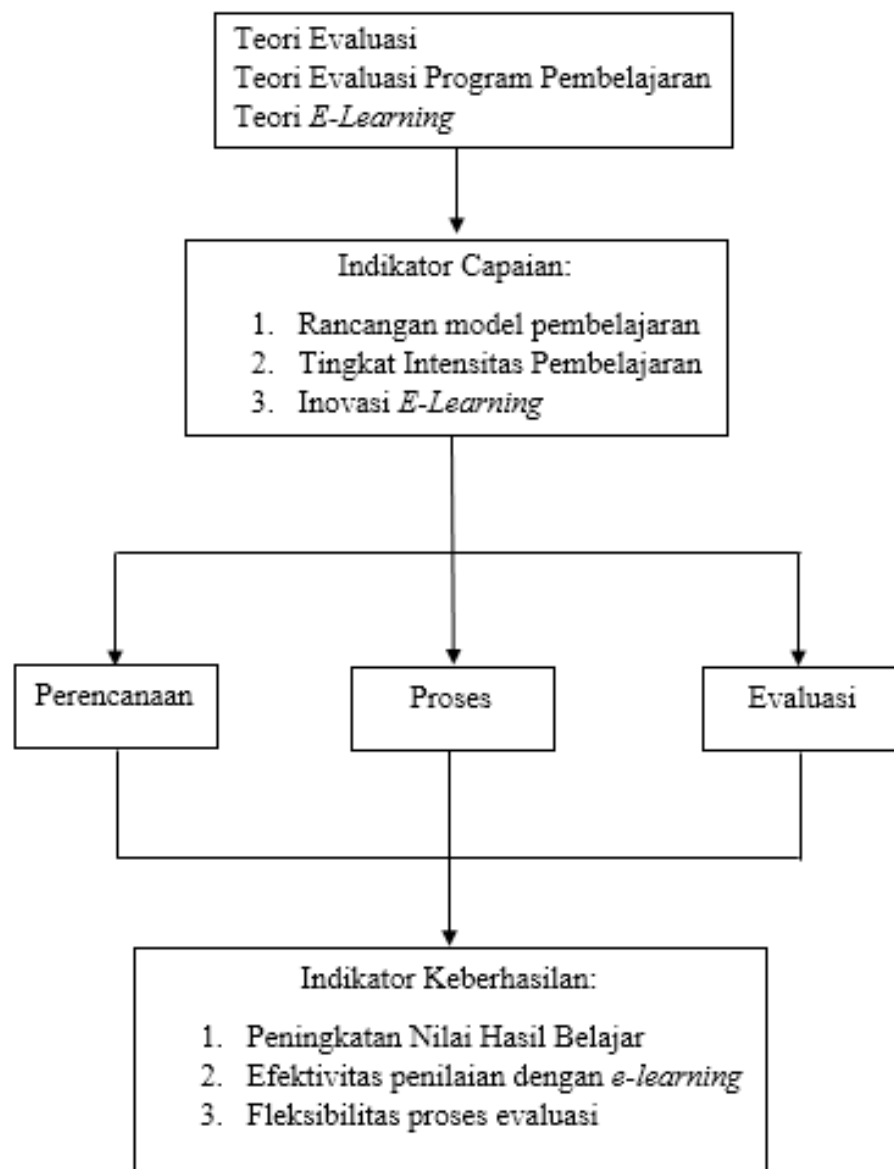 Teori Evaluasi
Teori Evaluasi Program Pembelajaran
Teori E-Learning
Indikator Capaian:
1. Rancangan model pembelajaran
2. Tingkat Intensitas Pembelajaran
3. Inovasi E-Learning
Perencanaan
Proses
Evaluasi
Indikator Keberhasilan:
1. Peningkatan Nilai Hasil Belajar
2. Efektivitas penilaian dengan e-learning
3. Fleksibilitas proses evaluasi